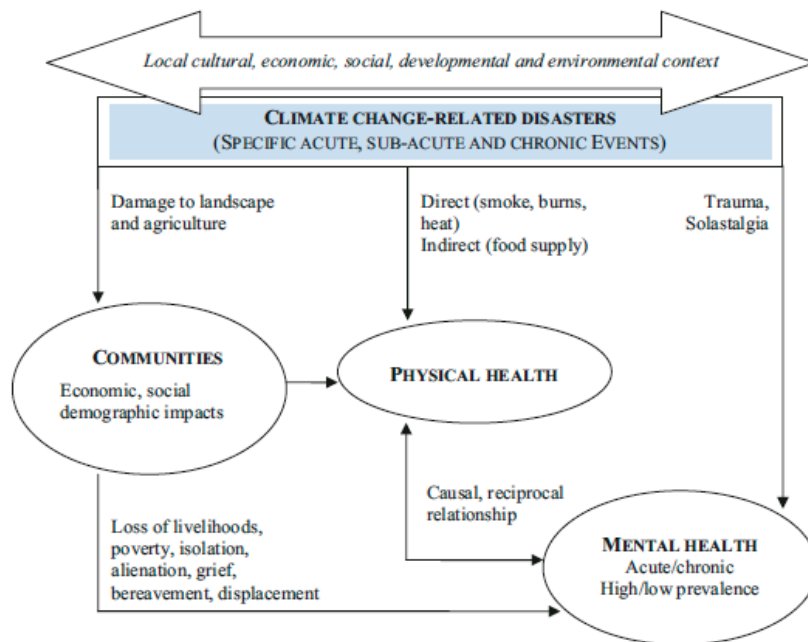 Local cultural, economic, social, developmental and environmental context
CLIMATE CHANGE-RELATED DISASTERS
(SPECIFIC ACUTE, SUB-ACUTE AND CHRONIC EVENTS)
Damage to landscape
and agriculture
Direct (smoke, burns,
heat)
Indirect (food supply)
Trauma,
Solastalgia
COMMUNITIES
Economic, social
demographic impacts
PHYSICAL HEALTH
Causal, reciprocal
relationship
Loss of livelihoods,
poverty, isolation,
alienation, grief,
bereavement, displacement
MENTAL HEALTH
Acute/chronic
High/low prevalence